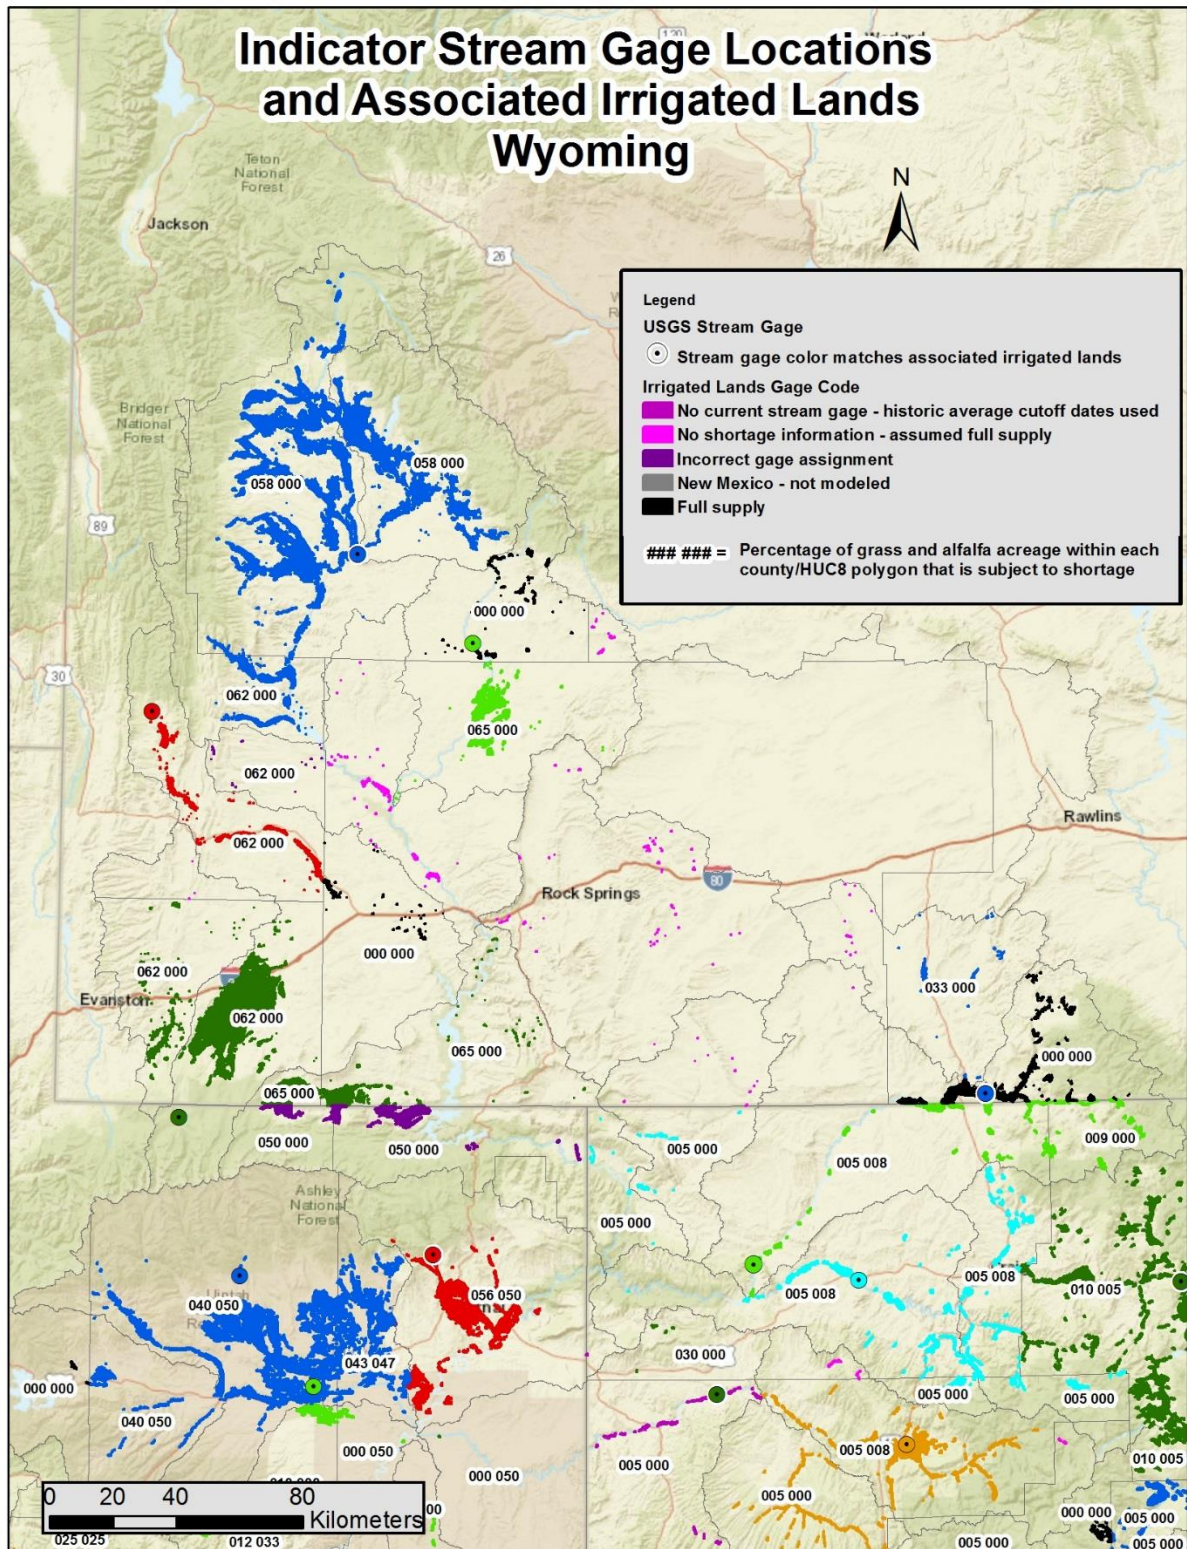 Indicator Stream Gage Locations
and Associated Irrigated Lands
Wyoming
Teton
National
Forest
Jackson
26
N
Legend
USGS Stream Gage
Stream gage color matches associated irrigated lands
Irrigated Lands Gage Code
No current stream gage - historic average cutoff dates used
No shortage information - assumed full supply
Incorrect gage assignment
New Mexico - not modeled
Full supply
### ### = Percentage of grass and alfalfa acreage within each
county/HUC8 polygon that is subject to shortage
Bridger
National
Forest
058 000
058 000
89
000 000
30
062 000
065 000
062 000
Rawlins
062 000
80
Rock Springs
000 000
062 000
033 000
Evanston
062 000
065 000
000 000
065 000
050 000
050 000
005 000
005 008
009 000
Ashley
National
Forest
005 000
040 050
056 050
005 008
005 008
010 005
043 047
030 000
000 000
005 000
005 000
040 050
005 008
000 050
000 050
005 000
010 005
005 000
000 000
005 000
0 20 40 80
Kilometers
025 025
012 033
005 000
005 000